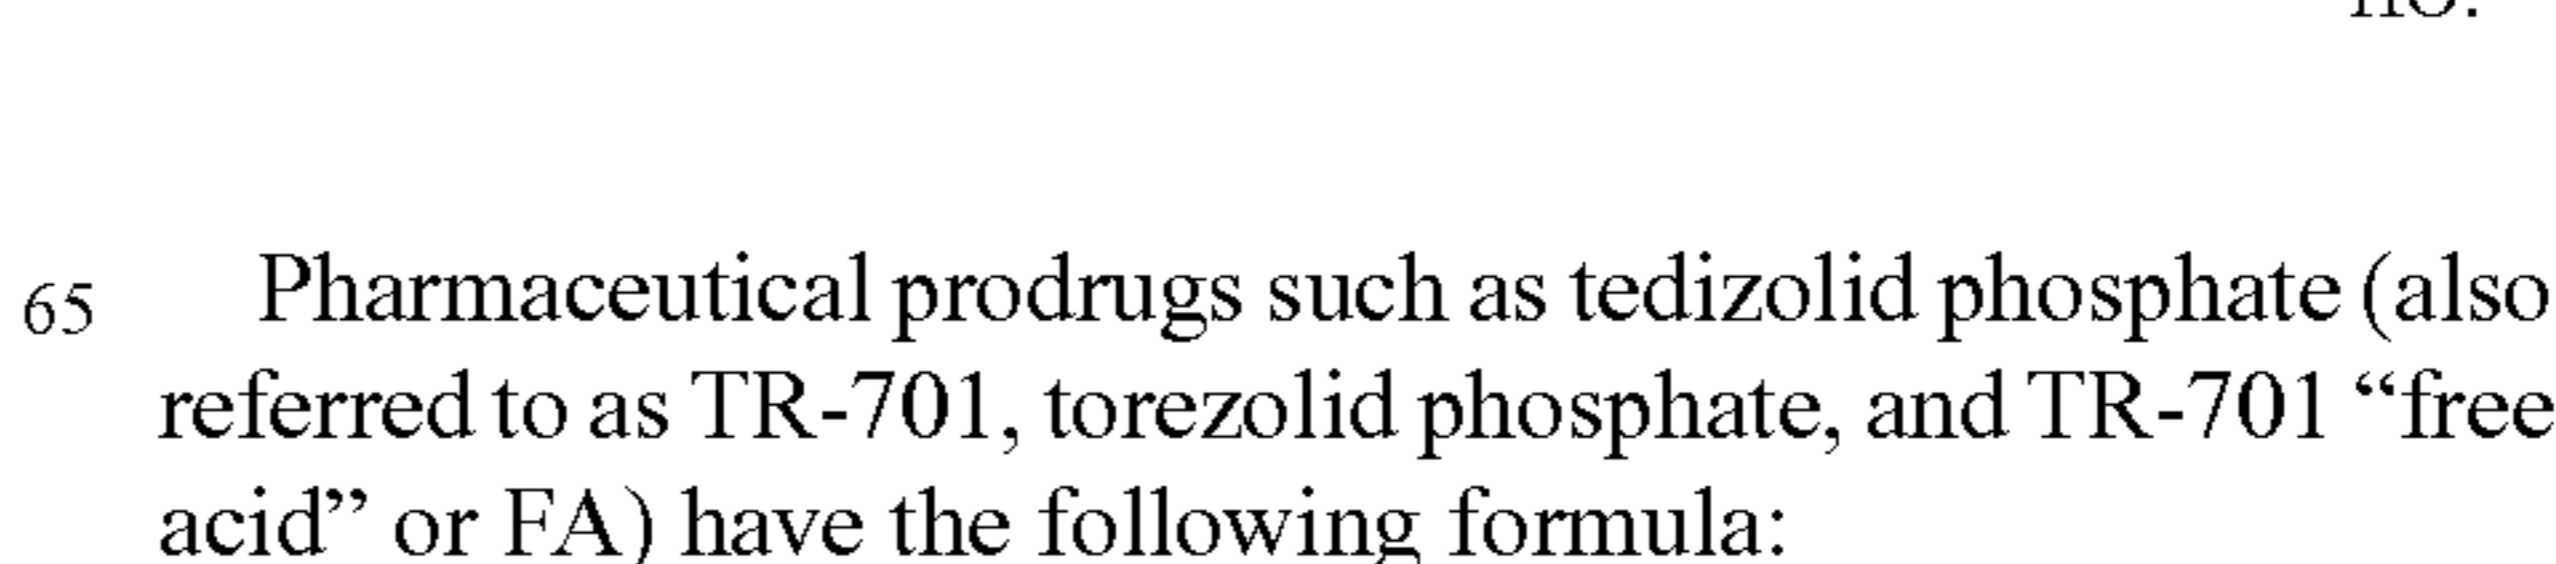 65 Pharmaceutical prodrugs such as tedizolid phosphate (also
referred to as TR-701, torezolid phosphate, and TR-701 “free
acid” or FA) have the following formula: